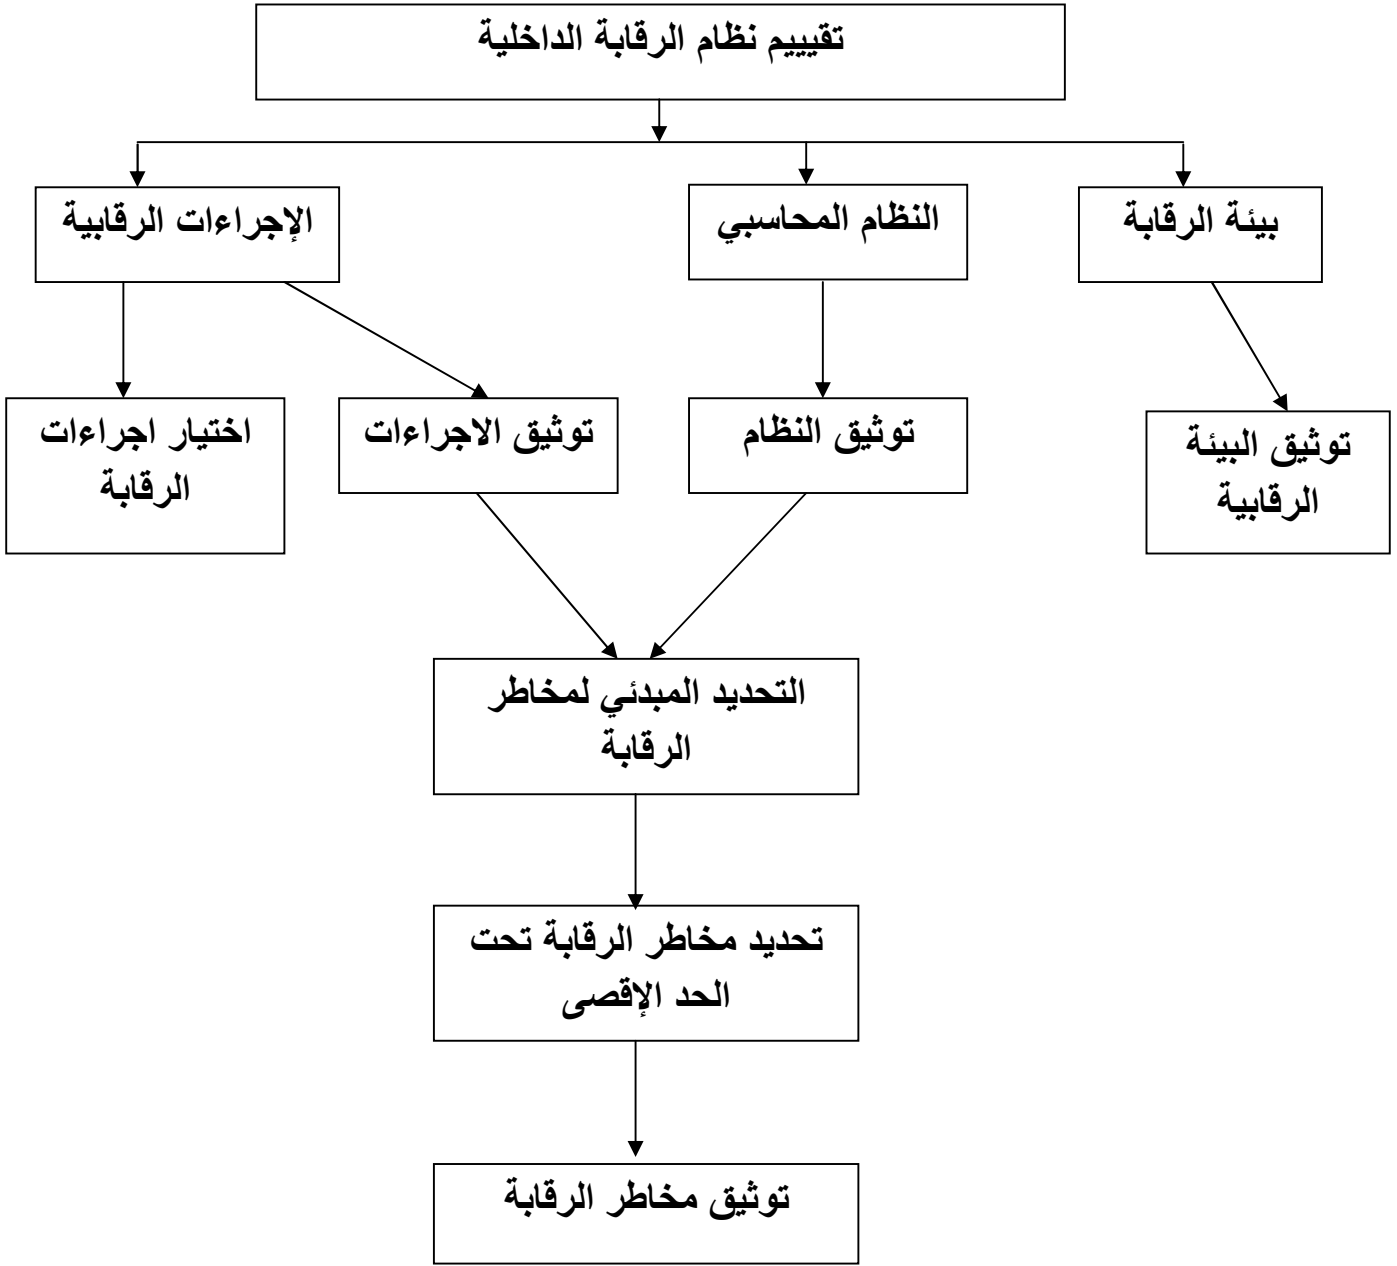 تقيييم نظام الرقابة الداخلية
بيئة الرقابة
النظام المحاسبي
الإجراءات الرقابية
توثيق البيئة
الرقابية
توثيق النظام
توثيق الاجراءات
اختيار اجراءات
الرقابة
التحديد المبدئي لمخاطر
الرقابة
تحديد مخاطر الرقابة تحت
الحد الإقصى
توثيق مخاطر الرقابة